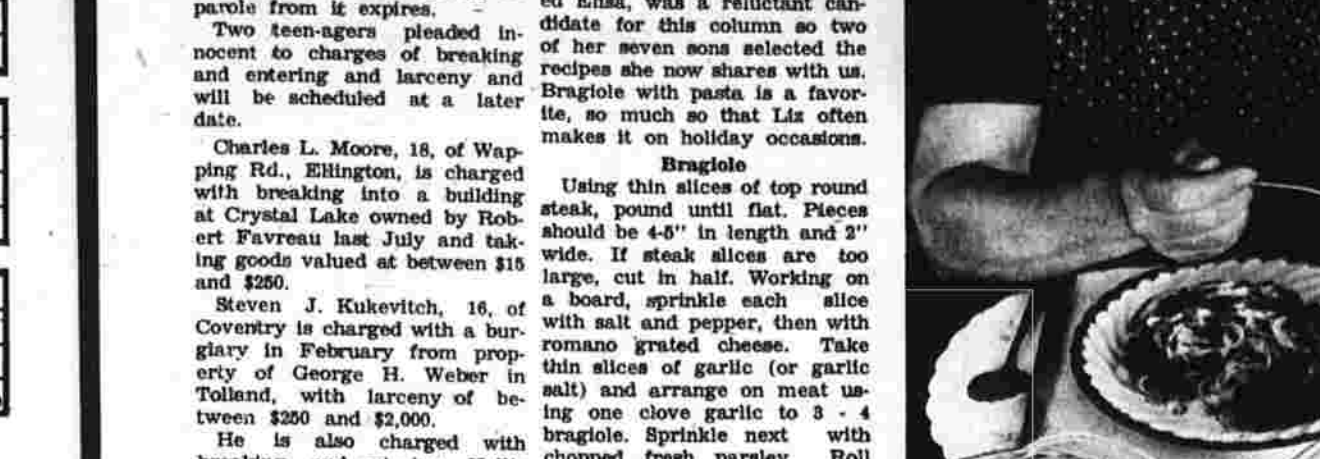 parole from it expires.
Two teen-agers pleaded in-
nocent to charges of breaking
and entering and larceny and
will be scheduled at a later
date.
Charles L. Moore, 18, of Wap-
ping Rd., Ellington, is charged
with breaking into a building
at Crystal Lake owned by Rob-
ert Favreau last July and tak-
ing goods valued at between $15
and $250.
Steven J. Kukevitch, 16, of
Coventry is charged with a bur-
glary in February from prop-
erty of George H. Weber in
Tolland, with larceny of be-
tween $250 and $2,000.
He is also charged with
ed Elisa, was a reluctant can-
didate for this column so two
of her seven sons selected the
recipes she now shares with us.
Bragiole with pasta is a favor-
ite, so much so that Liz often
makes it on holiday occasions.
Bragiole
Using thin slices of top round
steak, pound until flat. Pieces
should be 4-5" in length and 2"
wide. If steak slices are too
large, cut in half. Working on
a board, sprinkle each slice
with salt and pepper, then with
romano grated cheese. Take
thin slices of garlic (or garlic
salt) and arrange on meat us-
ing one clove garlic to 3 - 4
bragiole. Sprinkle next with
chopped fresh parsley. Roll